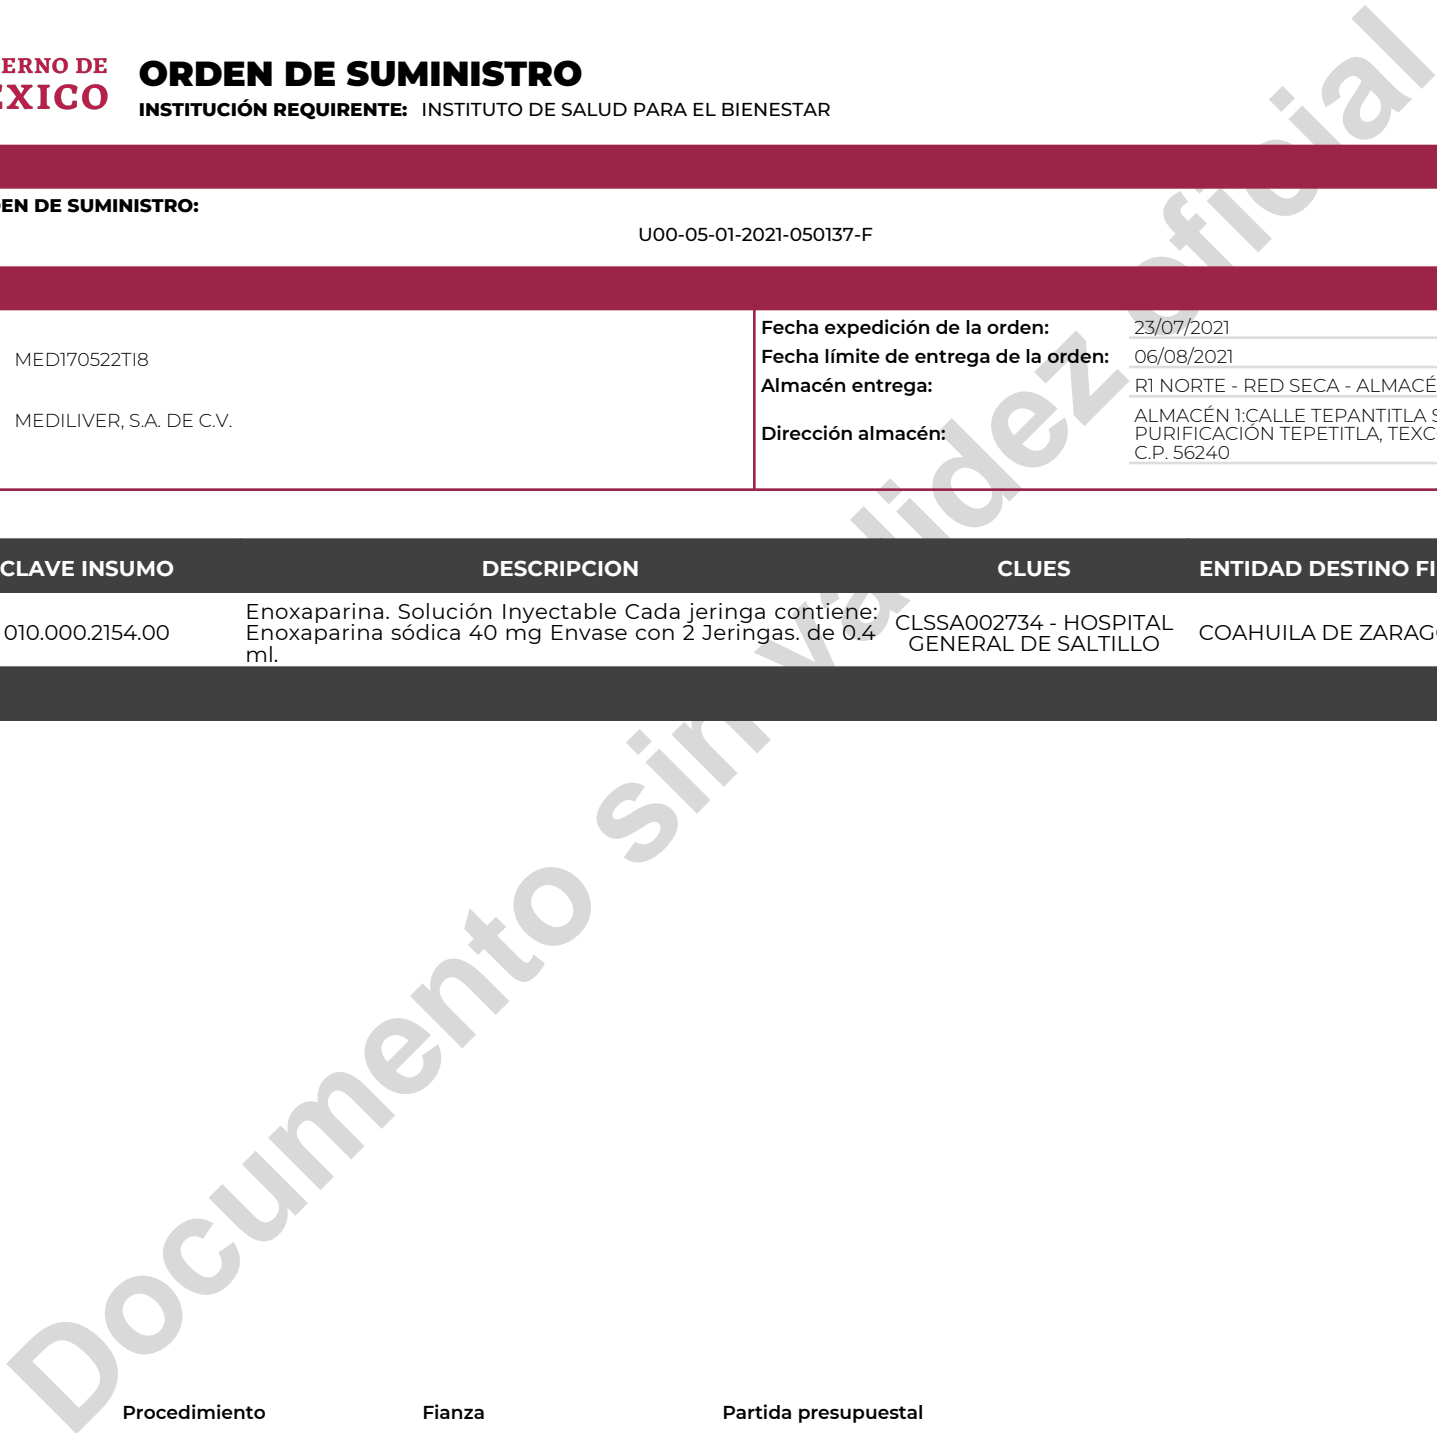 ERNO DE
ÉXICO
ORDEN DE SUMINISTRO
INSTITUCIÓN REQUIRENTE: INSTITUTO DE SALUD PARA EL BIENESTAR
EN DE SUMINISTRO:
U00-05-01-2021-050137-F
MED170522TI8
MEDILIVER, S.A. DE C.V.
Fecha expedición de la orden: 23/07/2021
Fecha límite de entrega de la orden: 06/08/2021
Almacén entrega: R1 NORTE - RED SECA - ALMACÉ
Dirección almacén: ALMACÉN 1:CALLE TEPANTITLA S
PURIFICACIÓN TEPETITLA, TEXC
C.P. 56240
CLAVE INSUMO DESCRIPCION CLUES ENTIDAD DESTINO FI
010.000.2154.00
Enoxaparina. Solución Inyectable Cada jeringa contiene:
Enoxaparina sódica 40 mg Envase con 2 Jeringas. de 0.4
ml.
CLSSA002734 - HOSPITAL
GENERAL DE SALTILLO
COAHUILA DE ZARAG
Documento sin validez oficial
Procedimiento Fianza Partida presupuestal